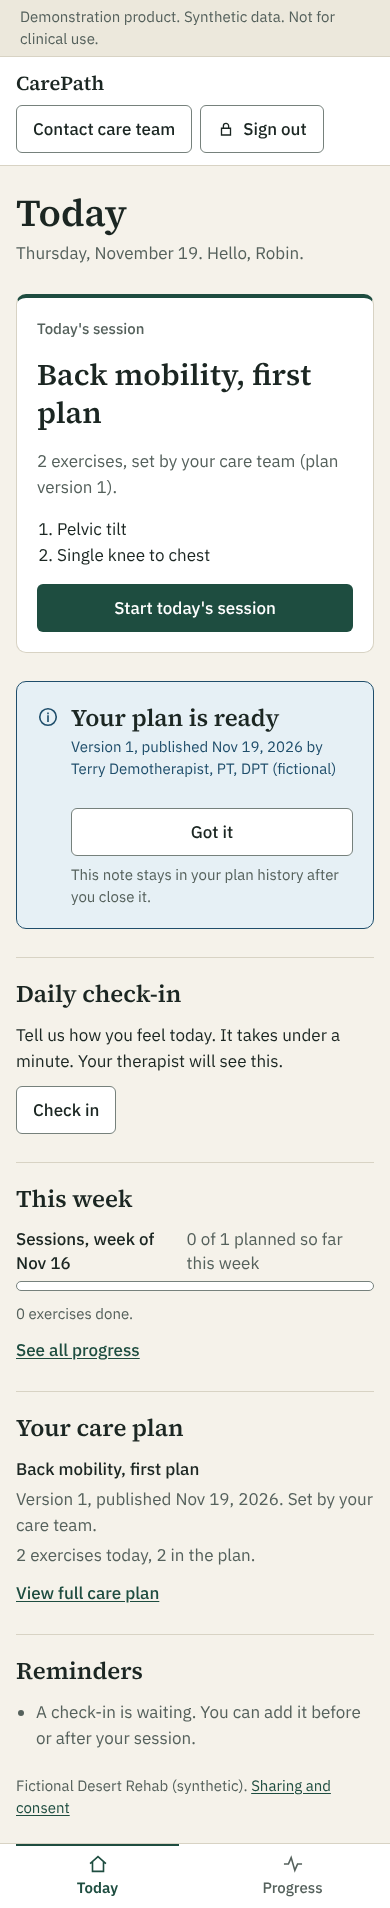 Demonstration product. Synthetic data. Not for
clinical use.
CarePath
Contact care team
Sign out
Today
Thursday, November 19. Hello, Robin.
Today's session
Back mobility, first
plan
2 exercises, set by your care team (plan
version 1).
1. Pelvic tilt
2. Single knee to chest
Start today's session
Your plan is ready
Version 1, published Nov 19, 2026 by
Terry Demotherapist, PT, DPT (fictional)
Got it
This note stays in your plan history after
you close it.
Daily check-in
Tell us how you feel today. It takes under a
minute. Your therapist will see this.
Check in
This week
Sessions, week of
Nov 16
0 of 1 planned so far
this week
0 exercises done.
See all progress
Your care plan
Back mobility, first plan
Version 1, published Nov 19, 2026. Set by your
care team.
2 exercises today, 2 in the plan.
View full care plan
Reminders
• A check-in is waiting. You can add it before
or after your session.
Fictional Desert Rehab (synthetic). Sharing and
consent
Today
Progress